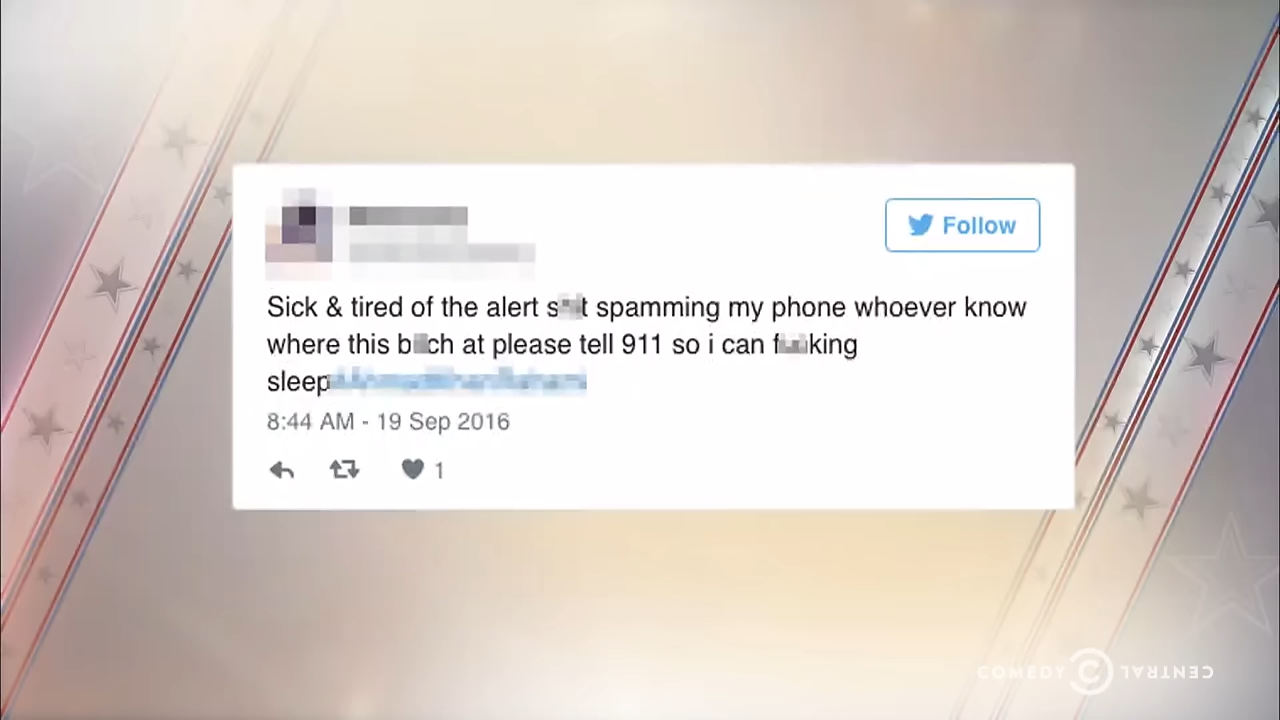 Follow
Sick & tired of the alert s t spamming my phone whoever know
where this b ch at please tell 911 so i can f king
sleep
8:44 AM - 19 Sep 2016
1
COMEDY CENTRAL